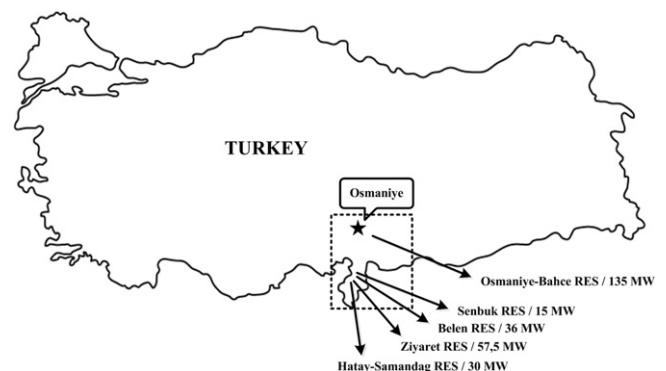 TURKEY
Osmaniye
Osmaniye-Bahce RES / 135 MW
Senbuk RES / 15 MW
Belen RES / 36 MW
Ziyaret RES / 57,5 MW
Hatay-Samandag RES / 30 MW